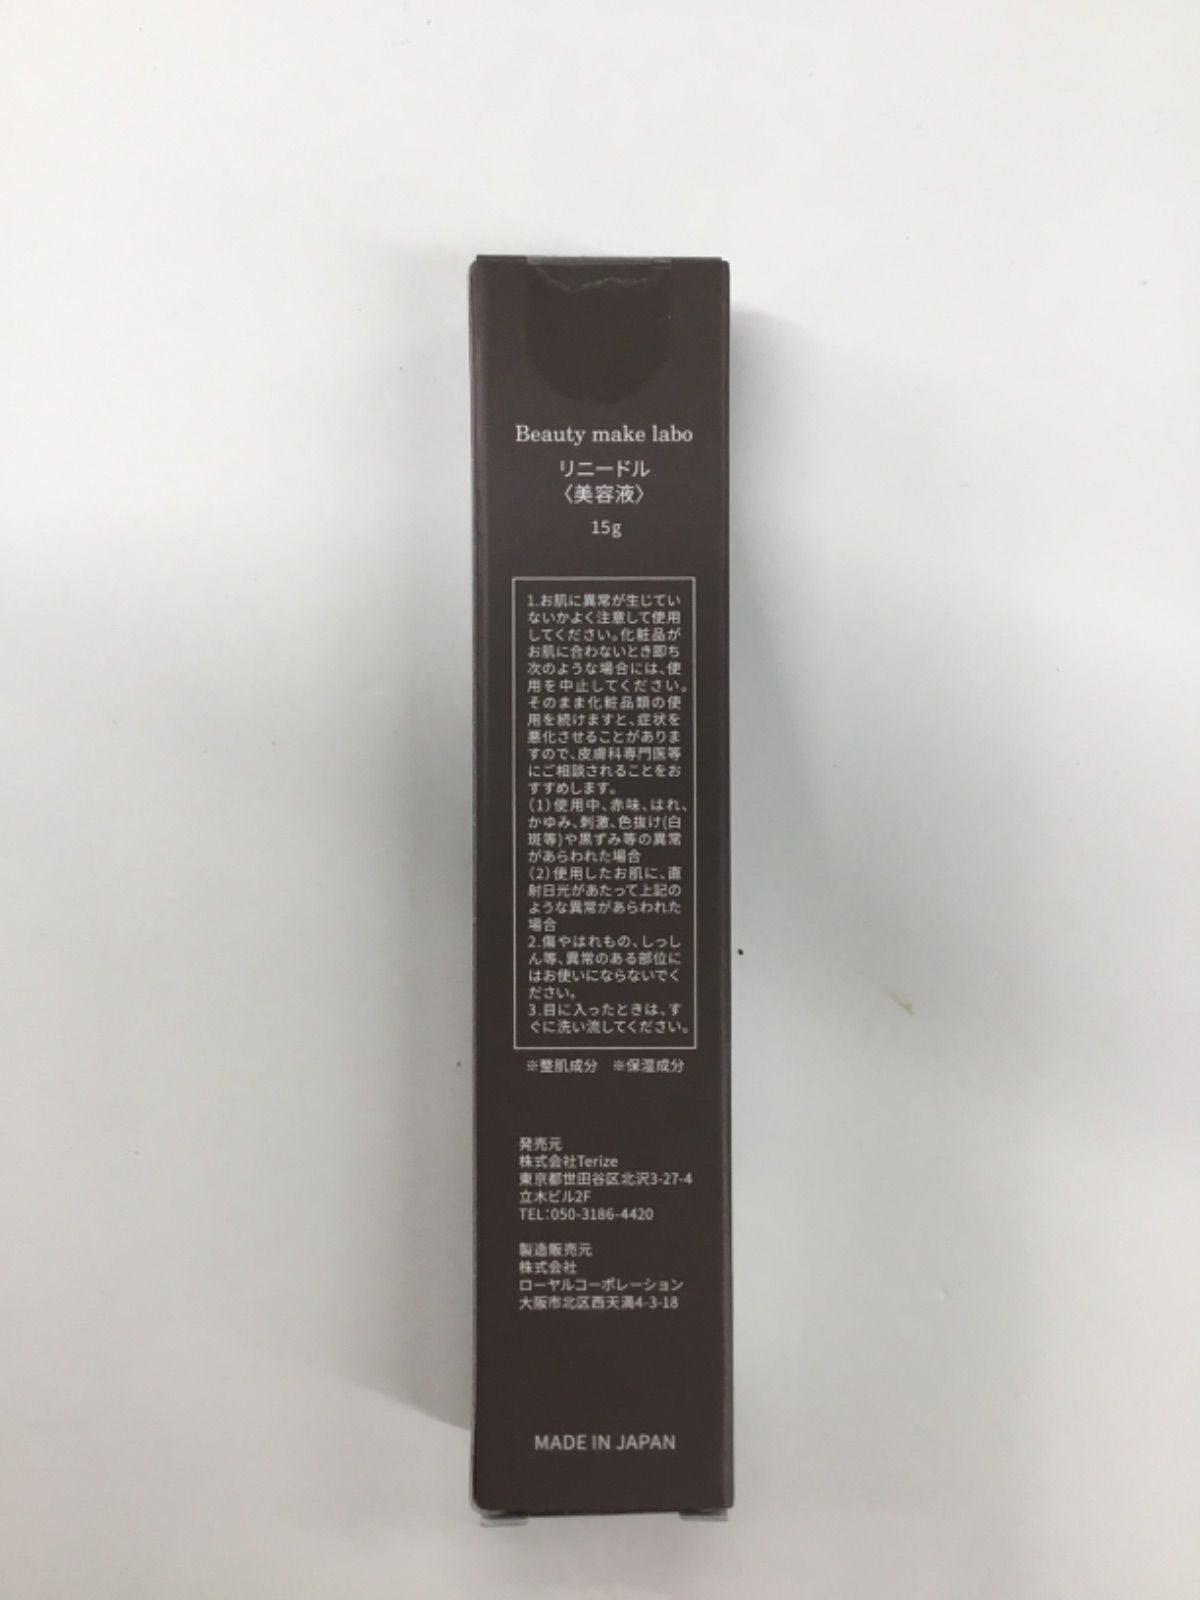 Beauty make labo
リニードル
〈美容液〉
15g
1.お肌に異常が生じてい
ないかよく注意して使用
してください。化粧品が
お肌に合わないとき即ち
次のような場合には、使
用を中止してください。
そのまま化粧品類の使
用を続けますと、症状を
悪化させることがありま
すので、皮膚科専門医等
にご相談されることをお
すすめします。
(1)使用中、赤味、はれ、
かゆみ、刺激、色抜け(白
斑等)や黒ずみ等の異常
があらわれた場合
(2)使用したお肌に、直
射日光があたって上記の
ような異常があらわれた
場合
2.傷やはれもの、しっし
ん等、異常のある部位に
はお使いにならないでく
ださい。
3.目に入ったときは、す
ぐに洗い流してください。
※整肌成分 ※保湿成分
発売元
株式会社Terize
東京都世田谷区北沢3-27-4
立木ビル2F
TEL:050-3186-4420
製造販売元
株式会社
ローヤルコーポレーション
大阪市北区西天満4-3-18
MADE IN JAPAN